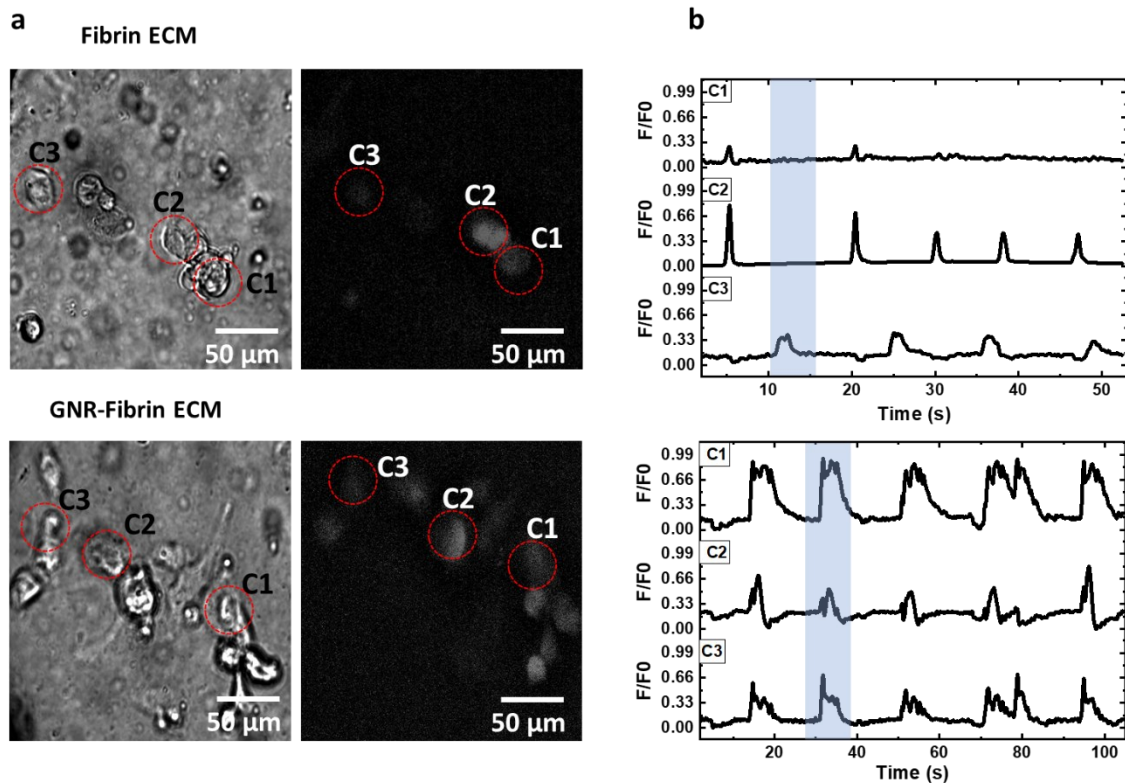 a
Fibrin ECM
C3
C2
C1
50 µm
C3
C2
C1
50 µm
GNR-Fibrin ECM
C3
C2
C1
50 µm
C3
C2
C1
50 µm
b
C1
F/F0
0.99
0.66
0.33
0.00
C2
F/F0
0.99
0.66
0.33
0.00
C3
F/F0
0.99
0.66
0.33
0.00
10 20 30 40 50
Time (s)
C1
F/F0
0.99
0.66
0.33
0.00
C2
F/F0
0.99
0.66
0.33
0.00
C3
F/F0
0.99
0.66
0.33
0.00
20 40 60 80 100
Time (s)